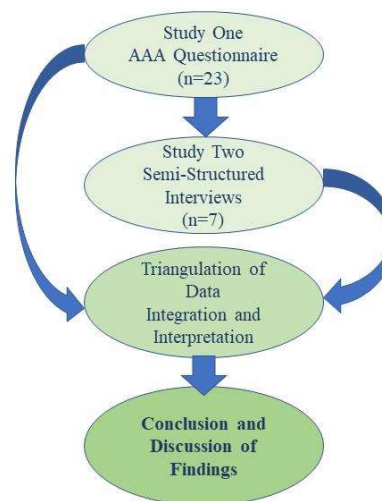 Study One
AAA Questionnaire
(n=23)
Study Two
Semi-Structured
Interviews
(n=7)
Triangulation of
Data
Integration and
Interpretation
Conclusion and
Discussion of
Findings